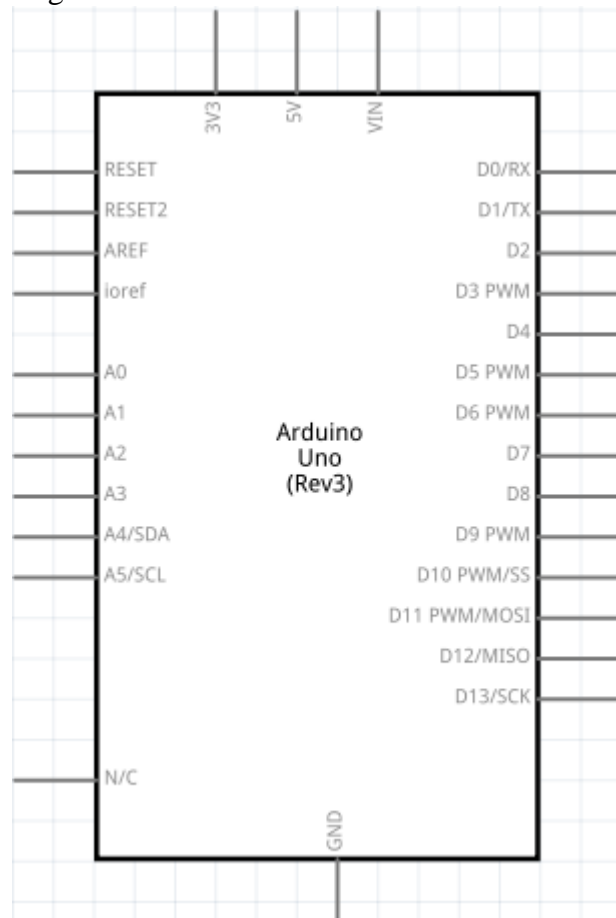 3V3
5V
VIN
RESET
D0/RX
RESET2
D1/TX
AREF
D2
ioref
D3 PWM
D4
A0
D5 PWM
A1
D6 PWM
Arduino
Uno
(Rev3)
A2
D7
A3
D8
A4/SDA
D9 PWM
A5/SCL
D10 PWM/SS
D11 PWM/MOSI
D12/MISO
D13/SCK
N/C
GND